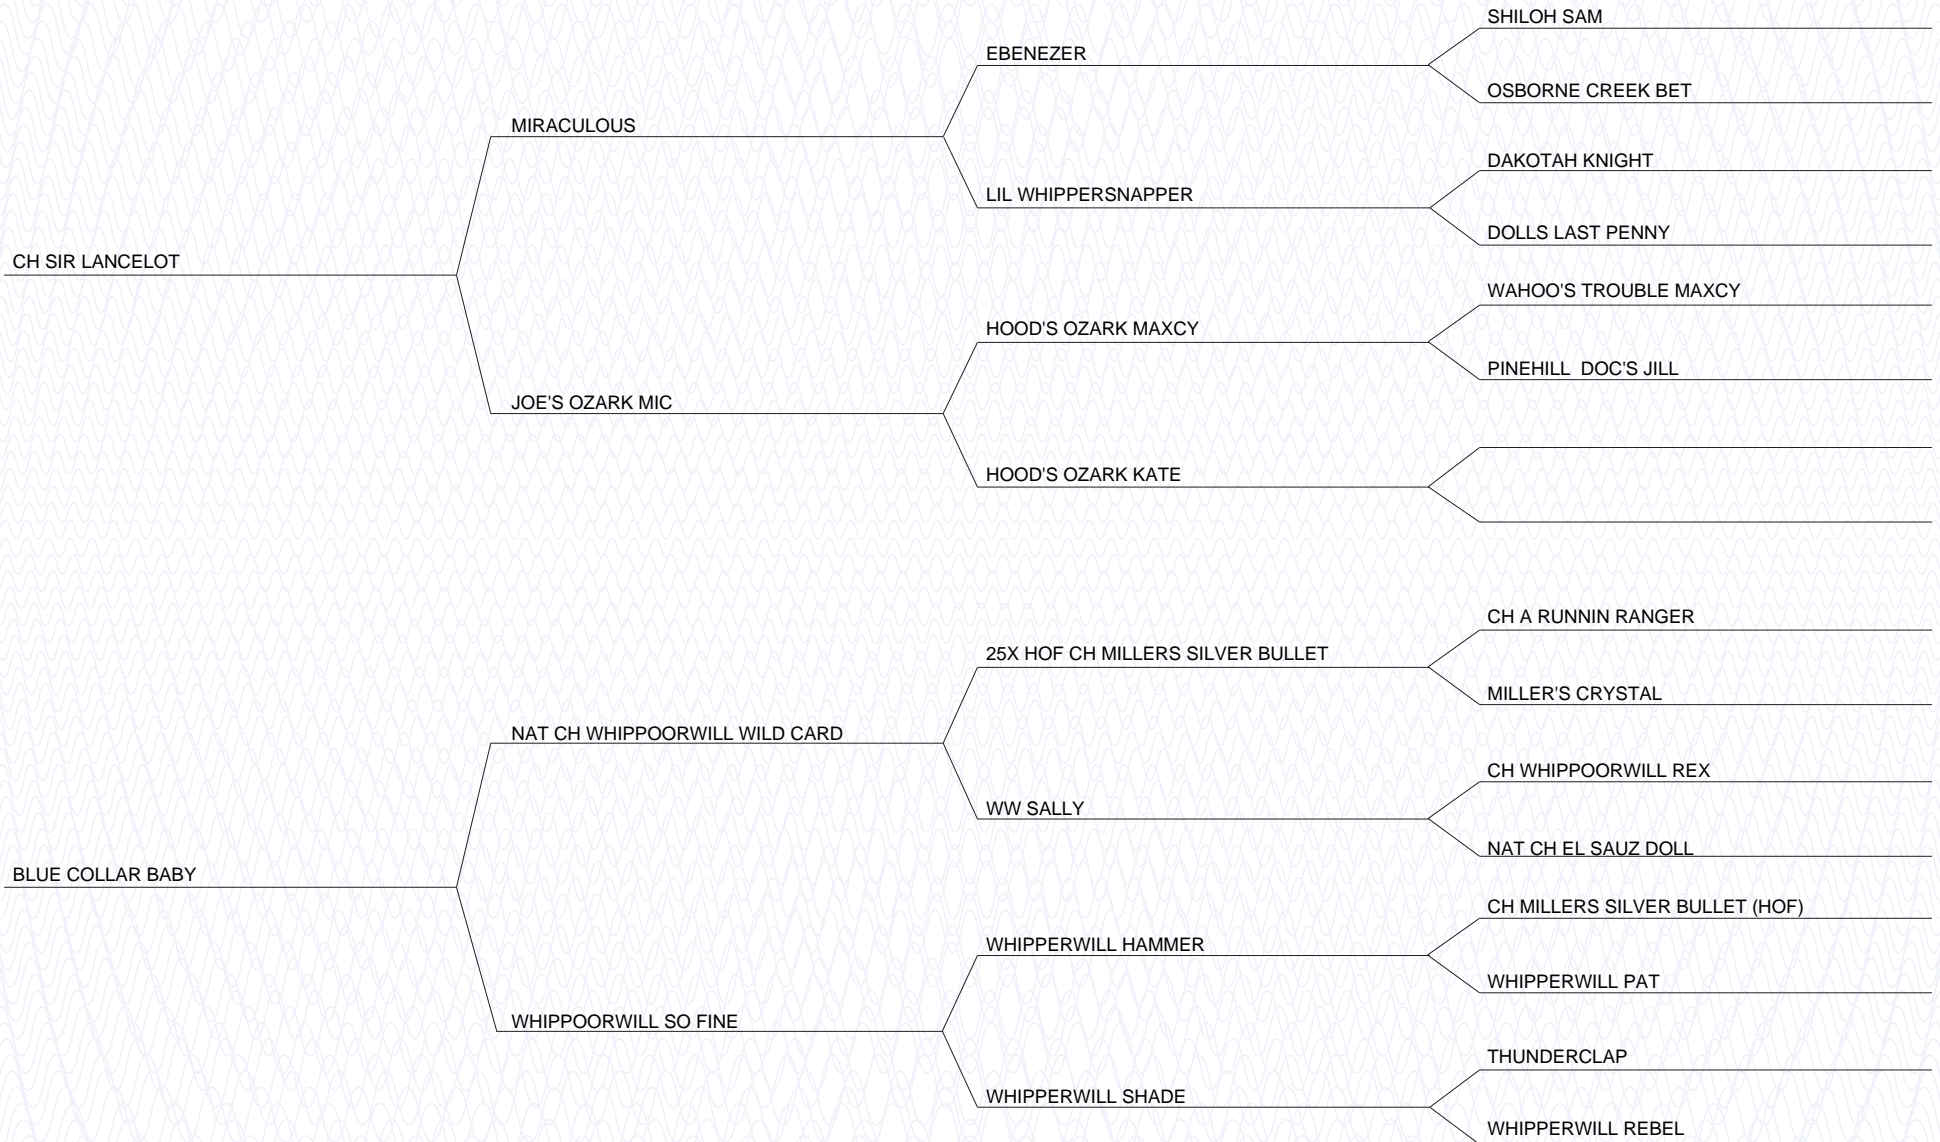 SHILOH SAM
EBENEZER
OSBORNE CREEK BET
MIRACULOUS
DAKOTAH KNIGHT
LIL WHIPPERSNAPPER
DOLLS LAST PENNY
CH SIR LANCELOT
WAHOO'S TROUBLE MAXCY
HOOD'S OZARK MAXCY
PINEHILL  DOC'S JILL
JOE'S OZARK MIC
HOOD'S OZARK KATE
CH A RUNNIN RANGER
25X HOF CH MILLERS SILVER BULLET
MILLER'S CRYSTAL
NAT CH WHIPPOORWILL WILD CARD
CH WHIPPOORWILL REX
WW SALLY
NAT CH EL SAUZ DOLL
BLUE COLLAR BABY
CH MILLERS SILVER BULLET (HOF)
WHIPPERWILL HAMMER
WHIPPERWILL PAT
WHIPPOORWILL SO FINE
THUNDERCLAP
WHIPPERWILL SHADE
WHIPPERWILL REBEL